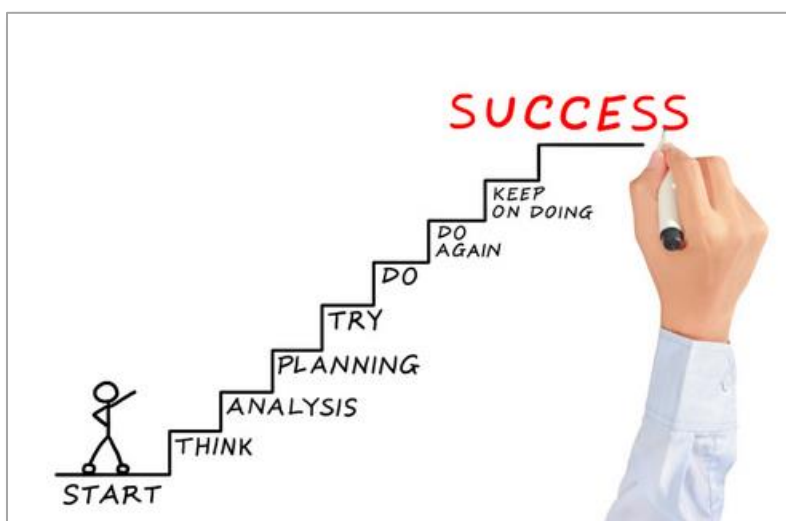 SUCCESS
KEEP
ON DOING
DO
AGAIN
DO
TRY
PLANNING
ANALYSIS
THINK
START